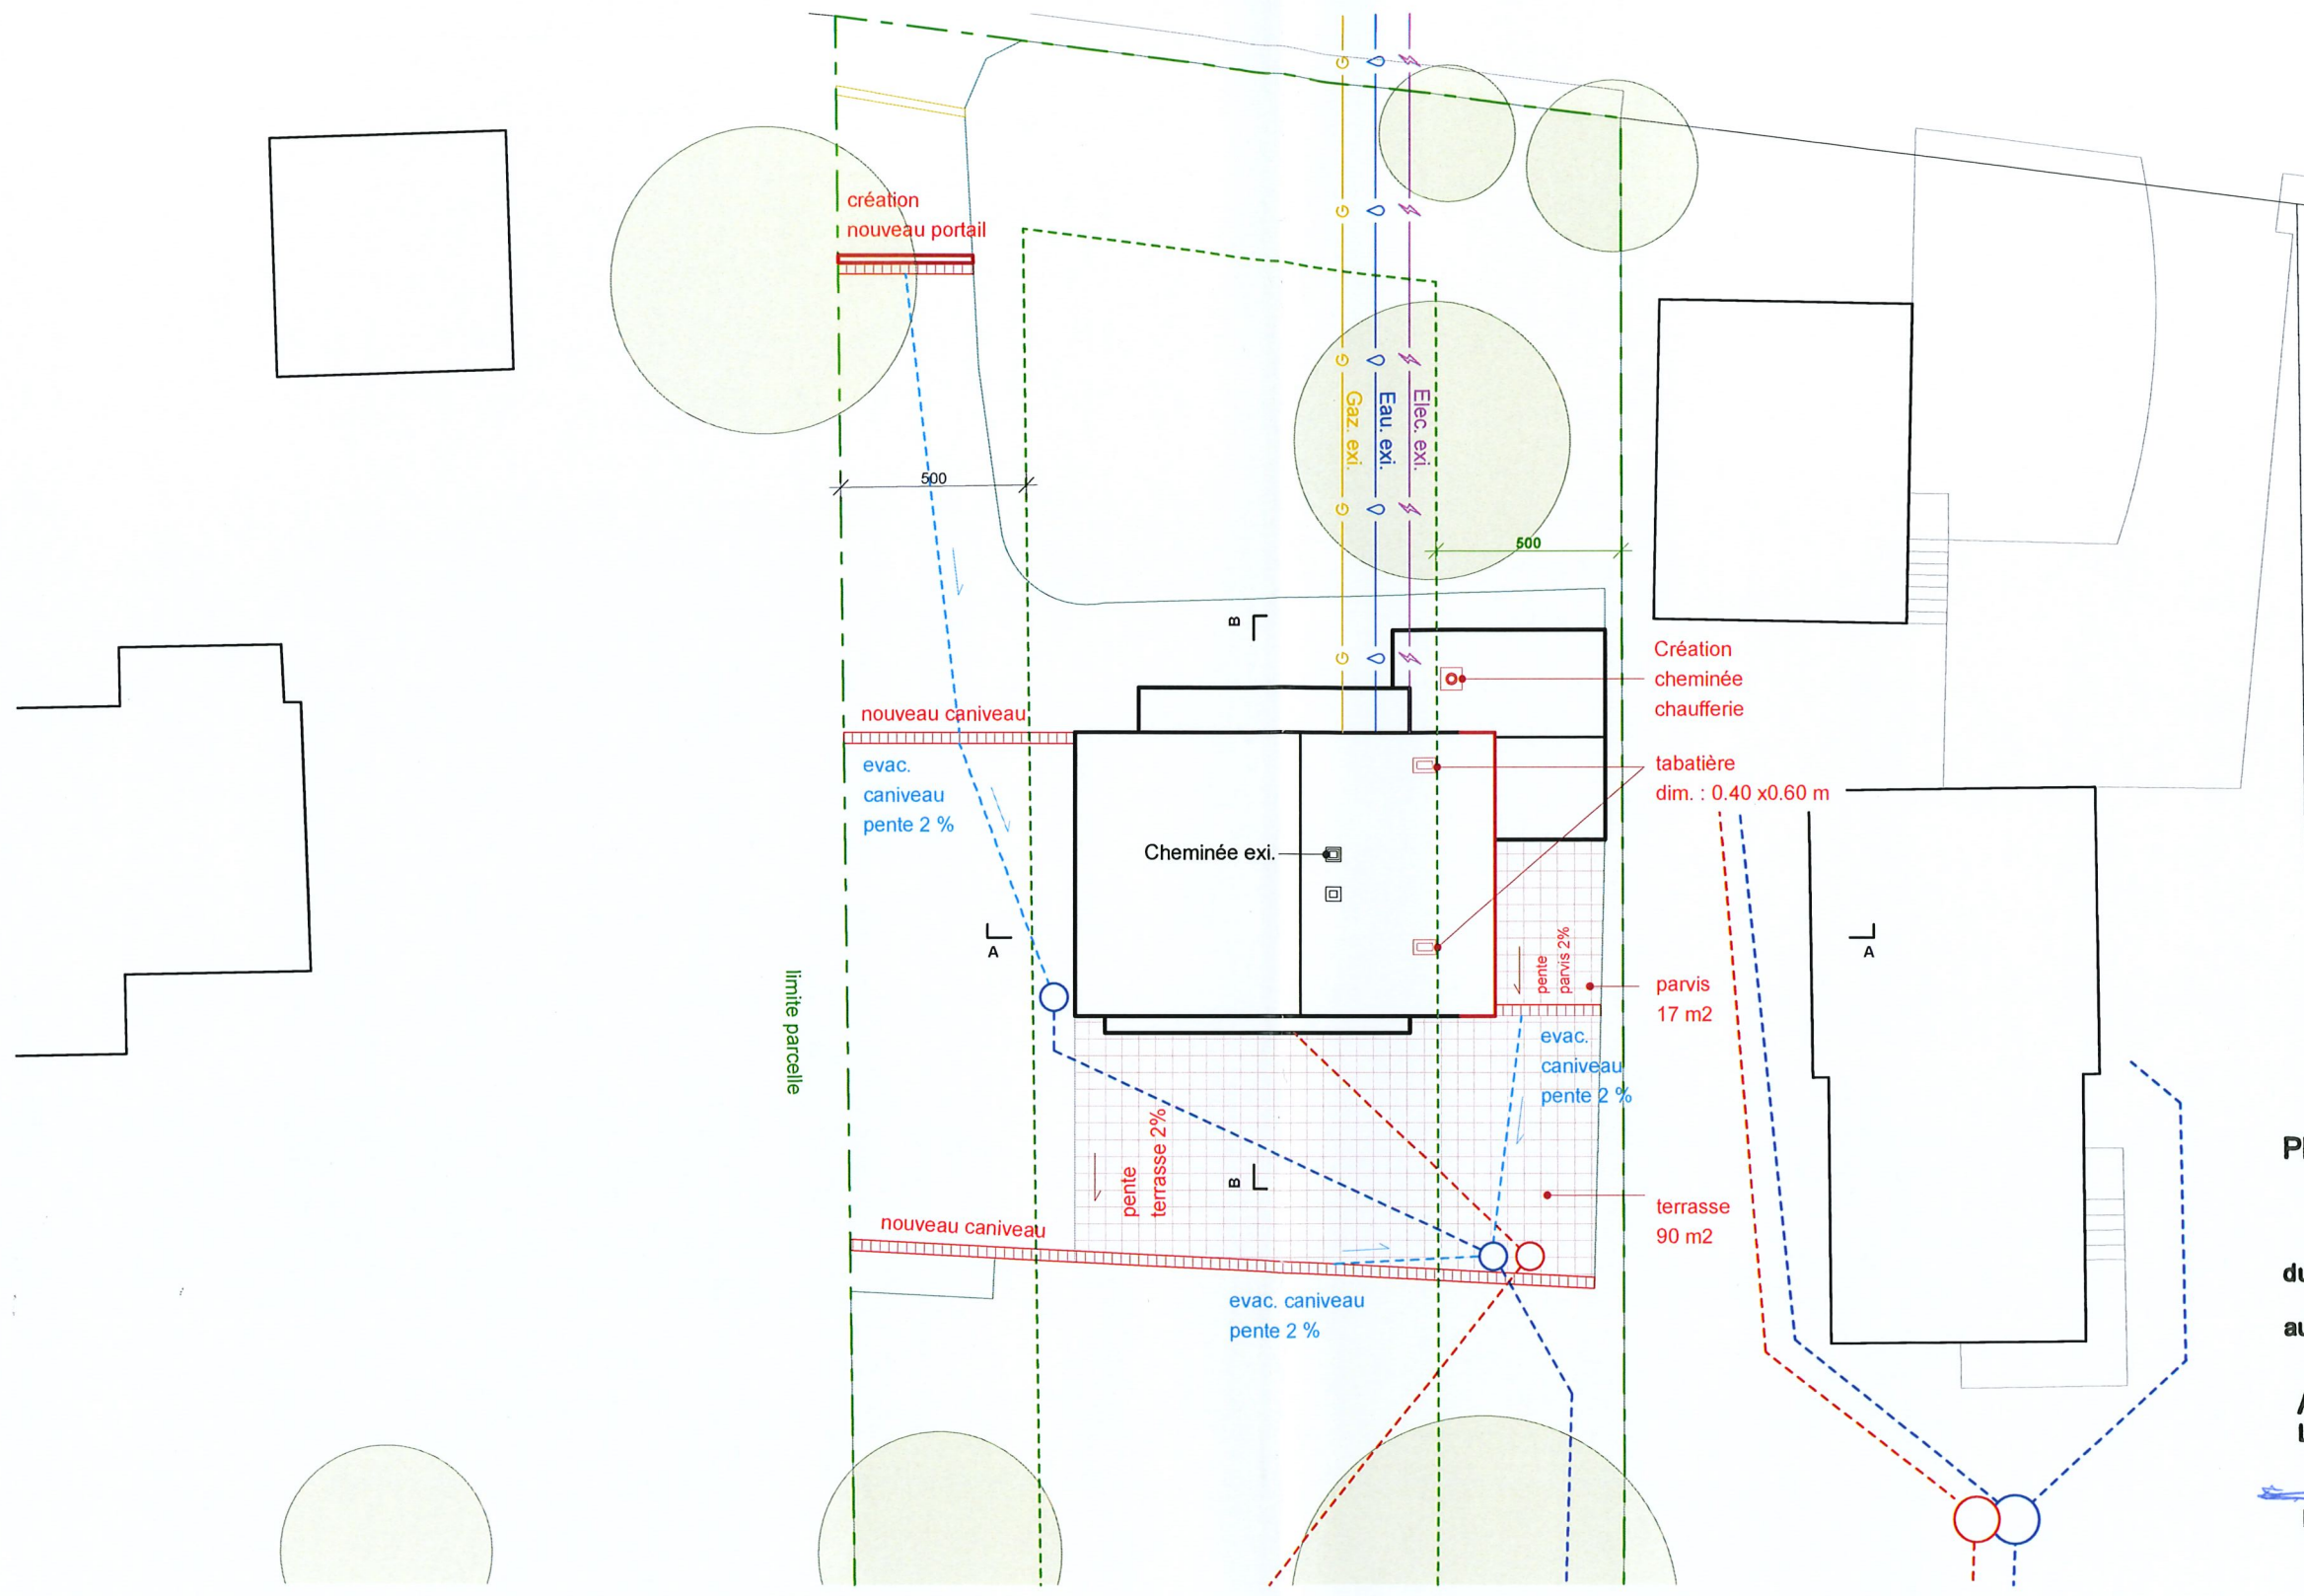 création
nouveau portail
500
G
G
G
G
G
Gaz. exi.
Eau. exi.
Elec. exi.
500
B
Création
cheminée
chaufferie
nouveau caniveau
evac.
caniveau
pente 2 %
tabatière
dim. : 0.40 x0.60 m
Cheminée exi.
A
A
pente
parvis 2%
parvis
17 m2
limite parcelle
evac.
caniveau
pente 2 %
pente
terrasse 2%
B
terrasse
90 m2
nouveau caniveau
evac. caniveau
pente 2 %
du
au